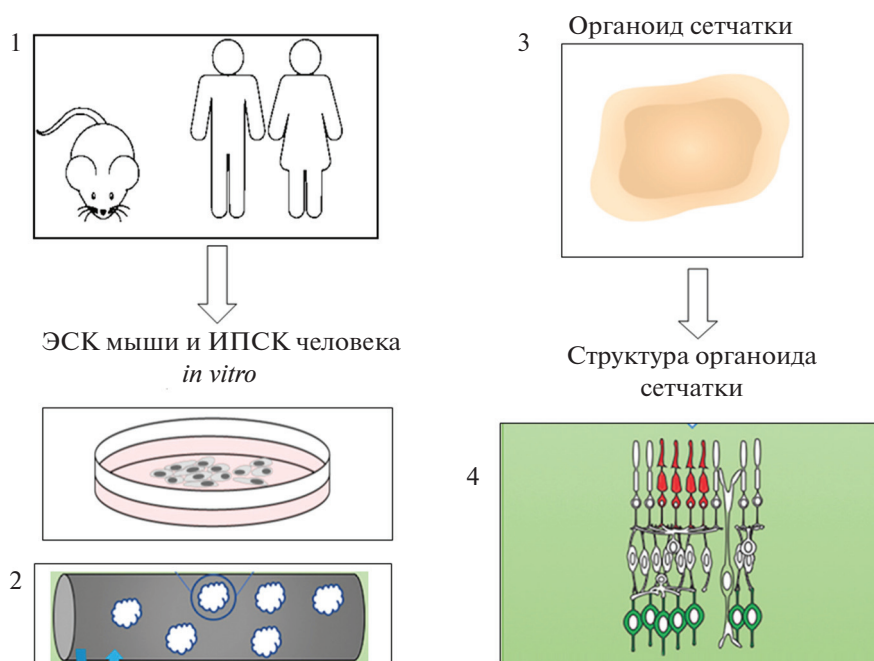 1
ЭСК мыши и ИПСК человека
in vitro
2
3
Органоид сетчатки
Структура органоида
сетчатки
4